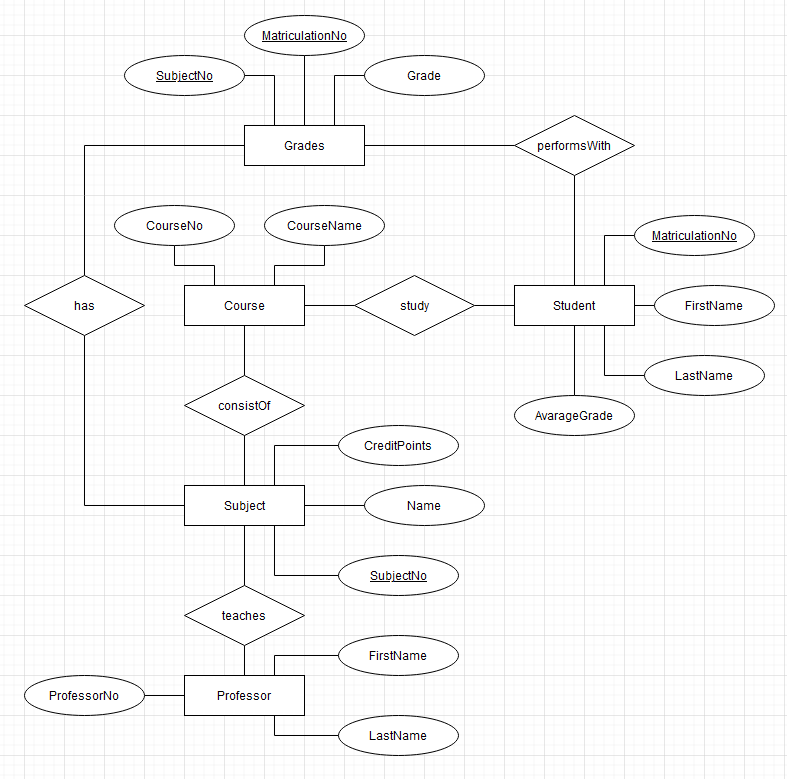 MatriculationNo
SubjectNo
Grade
Grades
performsWith
CourseNo
CourseName
MatriculationNo
has
Course
study
Student
FirstName
LastName
consistOf
AvarageGrade
CreditPoints
Subject
Name
SubjectNo
teaches
FirstName
ProfessorNo
Professor
LastName